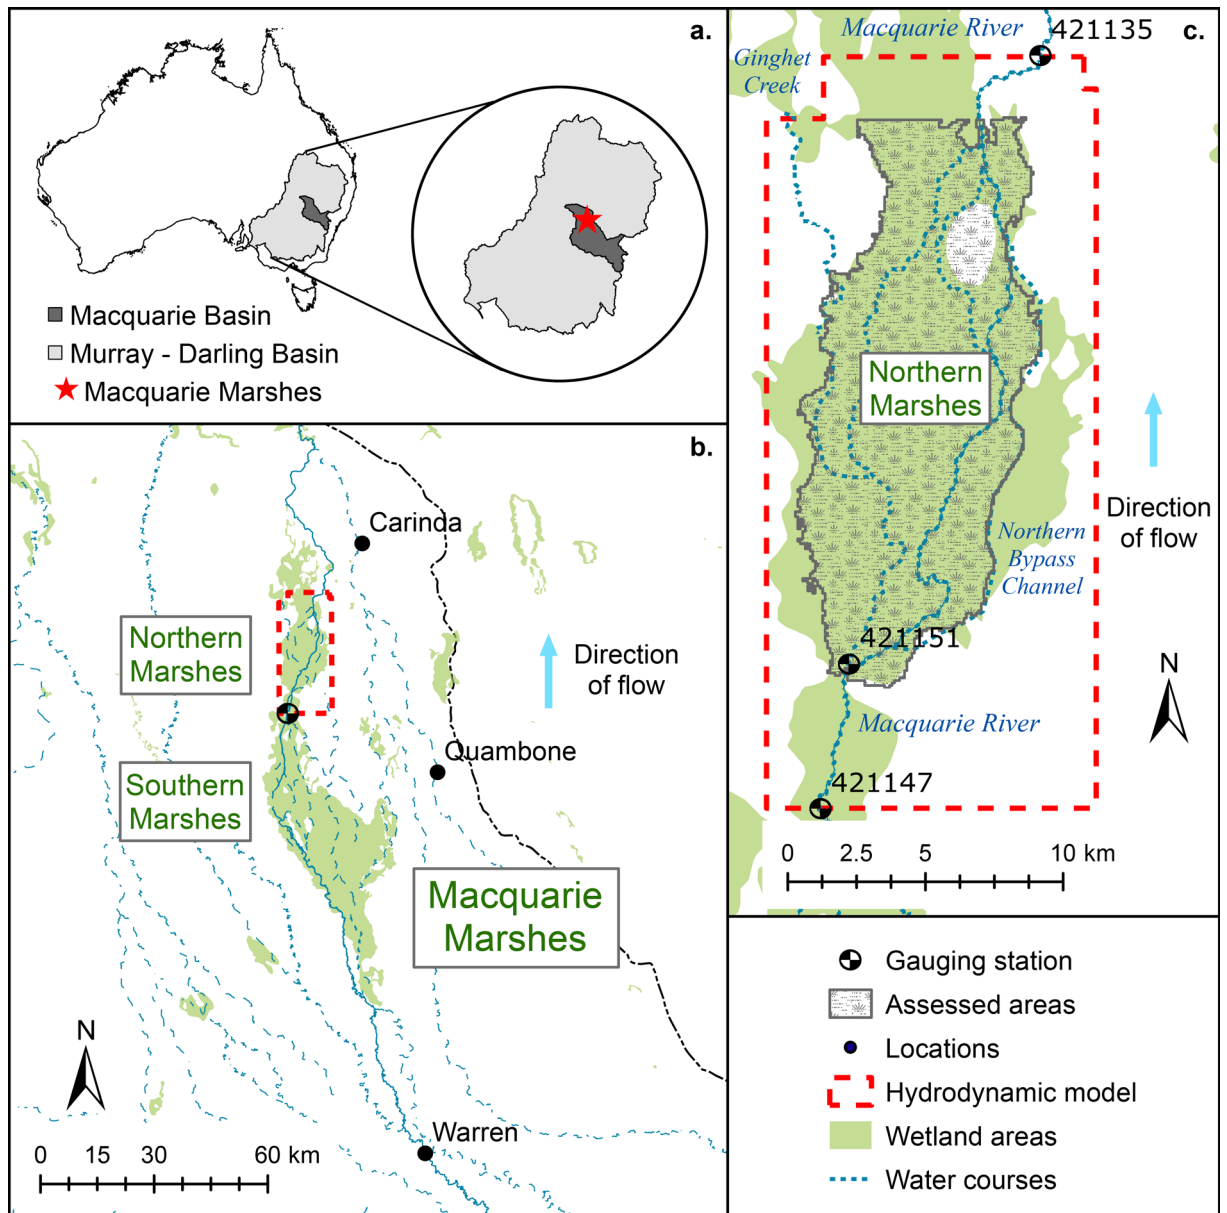 a.
Macquarie Basin
Murray - Darling Basin
Macquarie Marshes
b.
Carinda
Northern
Marshes
Direction
of flow
Quambone
Southern
Marshes
Macquarie
Marshes
N
Warren
0 15 30 60 km
c.
Macquarie River
421135
Ginghet
Creek
Northern
Marshes
Direction
of flow
Northern
Bypass
Channel
421151
N
Macquarie River
421147
0 2.5 5 10 km
Gauging station
Assessed areas
Locations
Hydrodynamic model
Wetland areas
Water courses